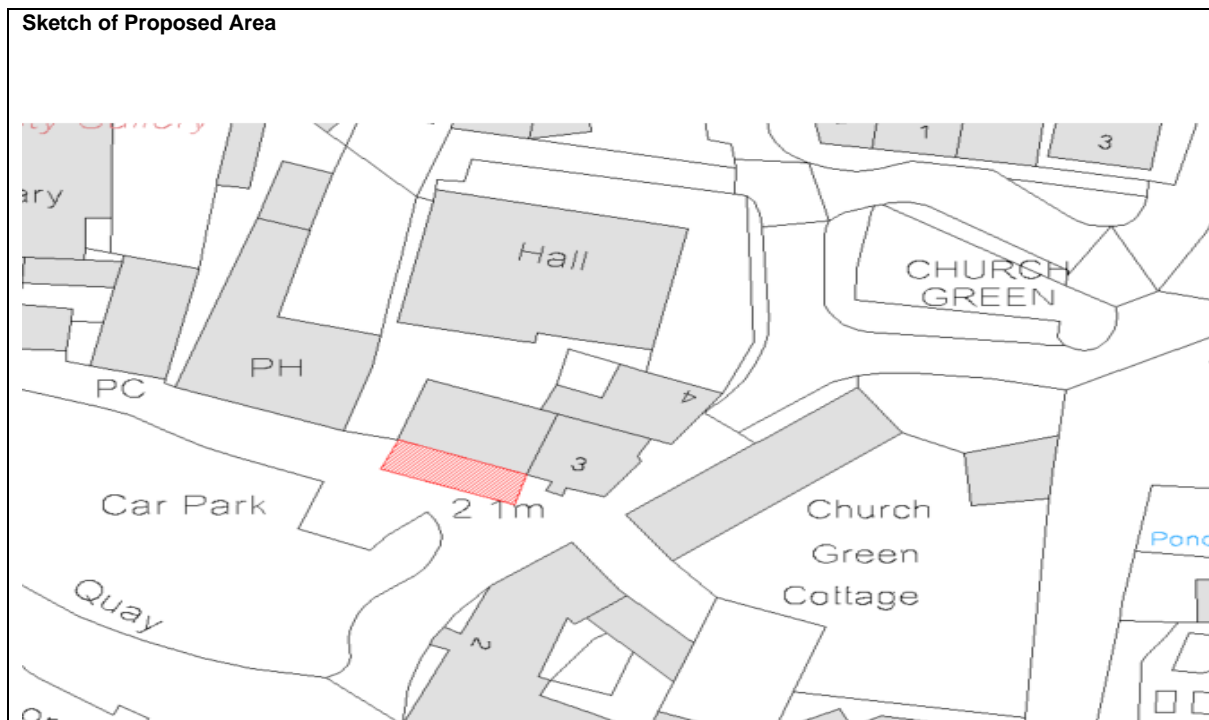 Sketch of Proposed Area
Gallery
1
3
Hall
CHURCH
GREEN
PC
PH
4
3
Car Park
2 1m
Church
Green
Cottage
Quay
2